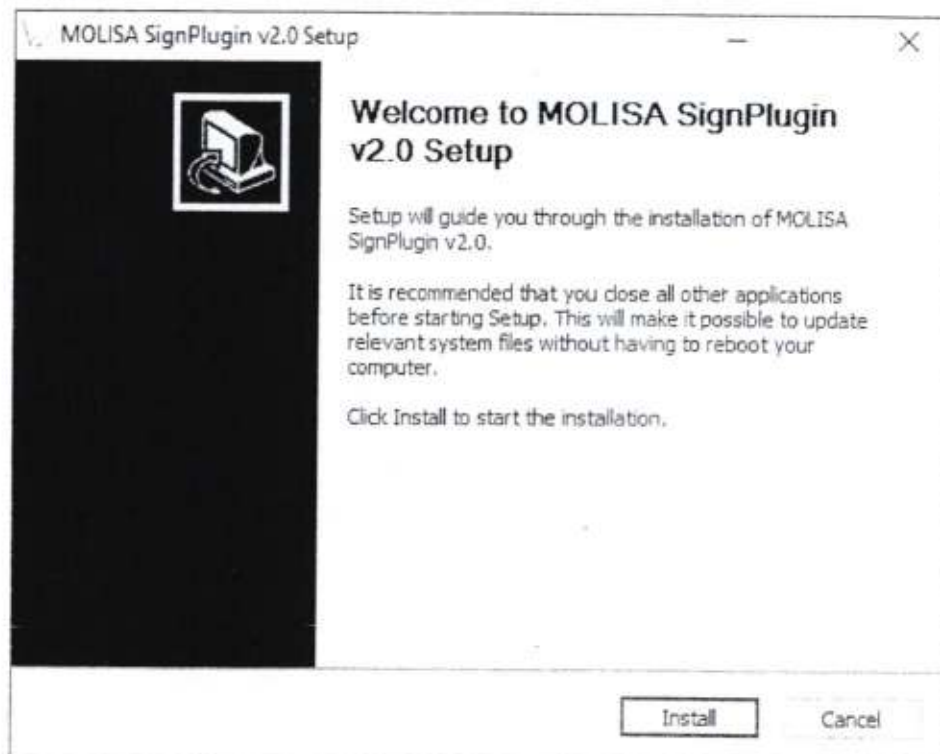 MOLISA SignPlugin v2.0 Setup
Welcome to MOLISA SignPlugin
v2.0 Setup
Setup will guide you through the installation of MOLISA
SignPlugin v2.0.
It is recommended that you close all other applications
before starting Setup. This will make it possible to update
relevant system files without having to reboot your
computer.
Click Install to start the installation.
Install
Cancel